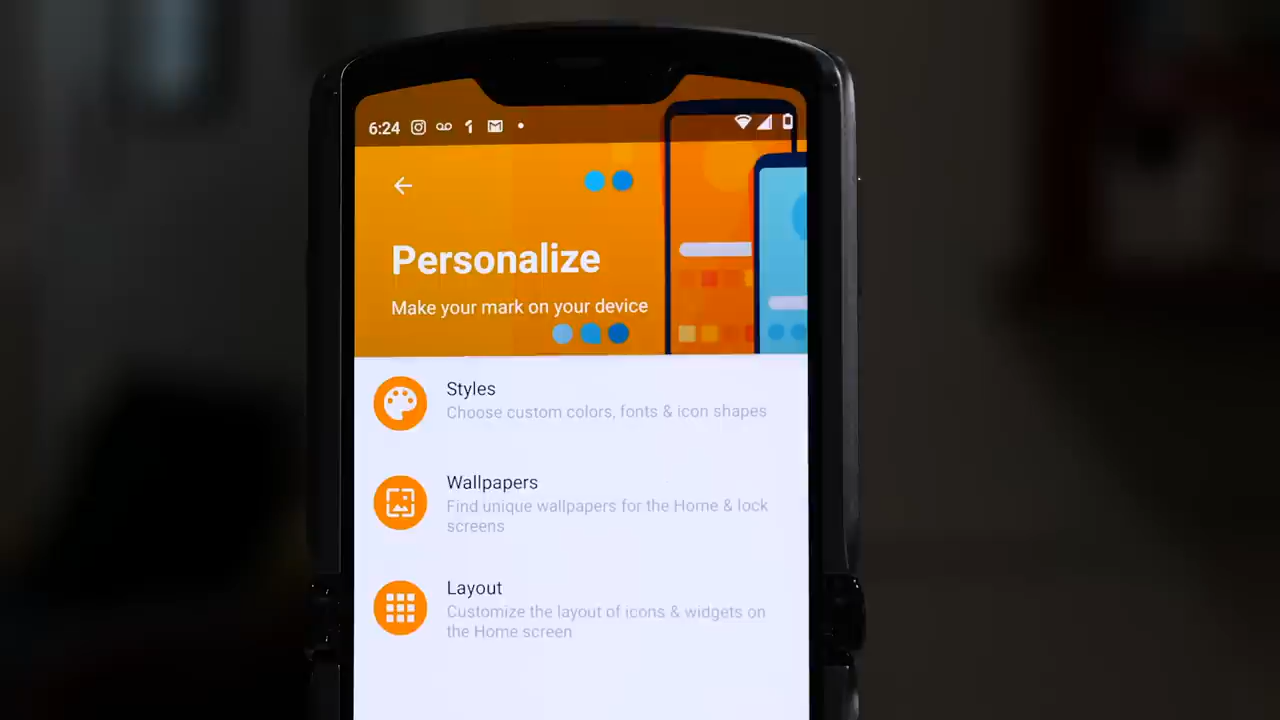 6:24
Personalize
Make your mark on your device
Styles
Choose custom colors, fonts & icon shapes
Wallpapers
Find unique wallpapers for the Home & lock
screens
Layout
Customize the layout of icons & widgets on
the Home screen